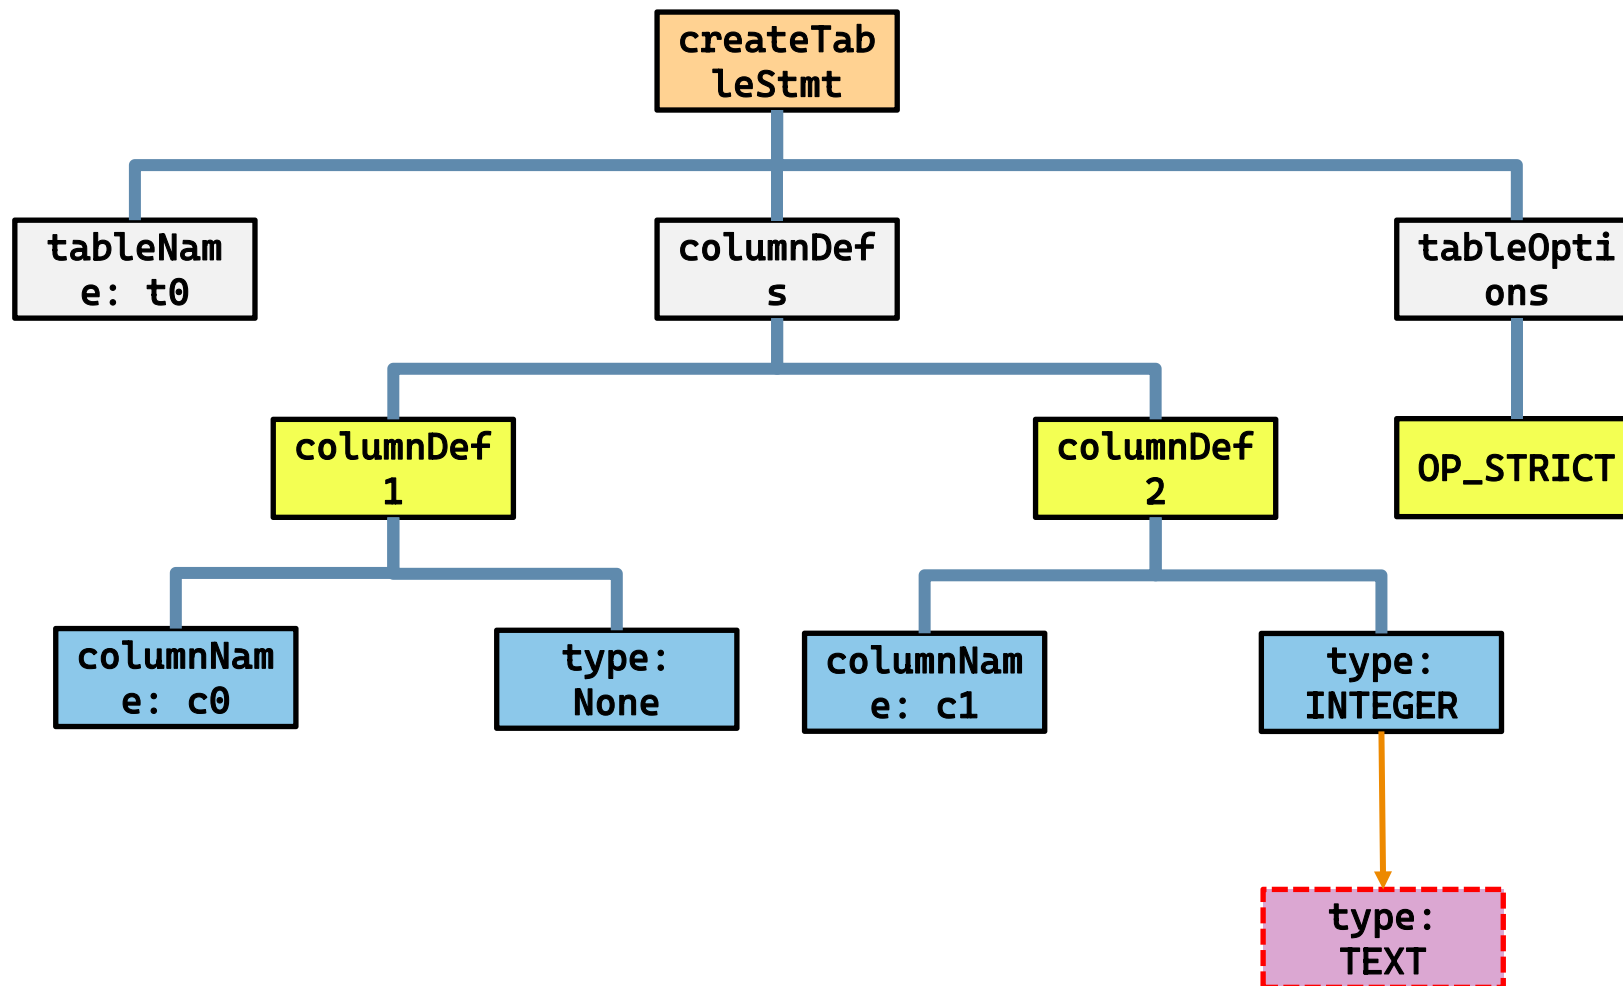 createTab
leStmt
tableNam
e: t0
columnDef
s
tableOpti
ons
columnDef
1
columnDef
2
OP_STRICT
columnNam
e: c0
type:
None
columnNam
e: c1
type:
INTEGER
type:
TEXT